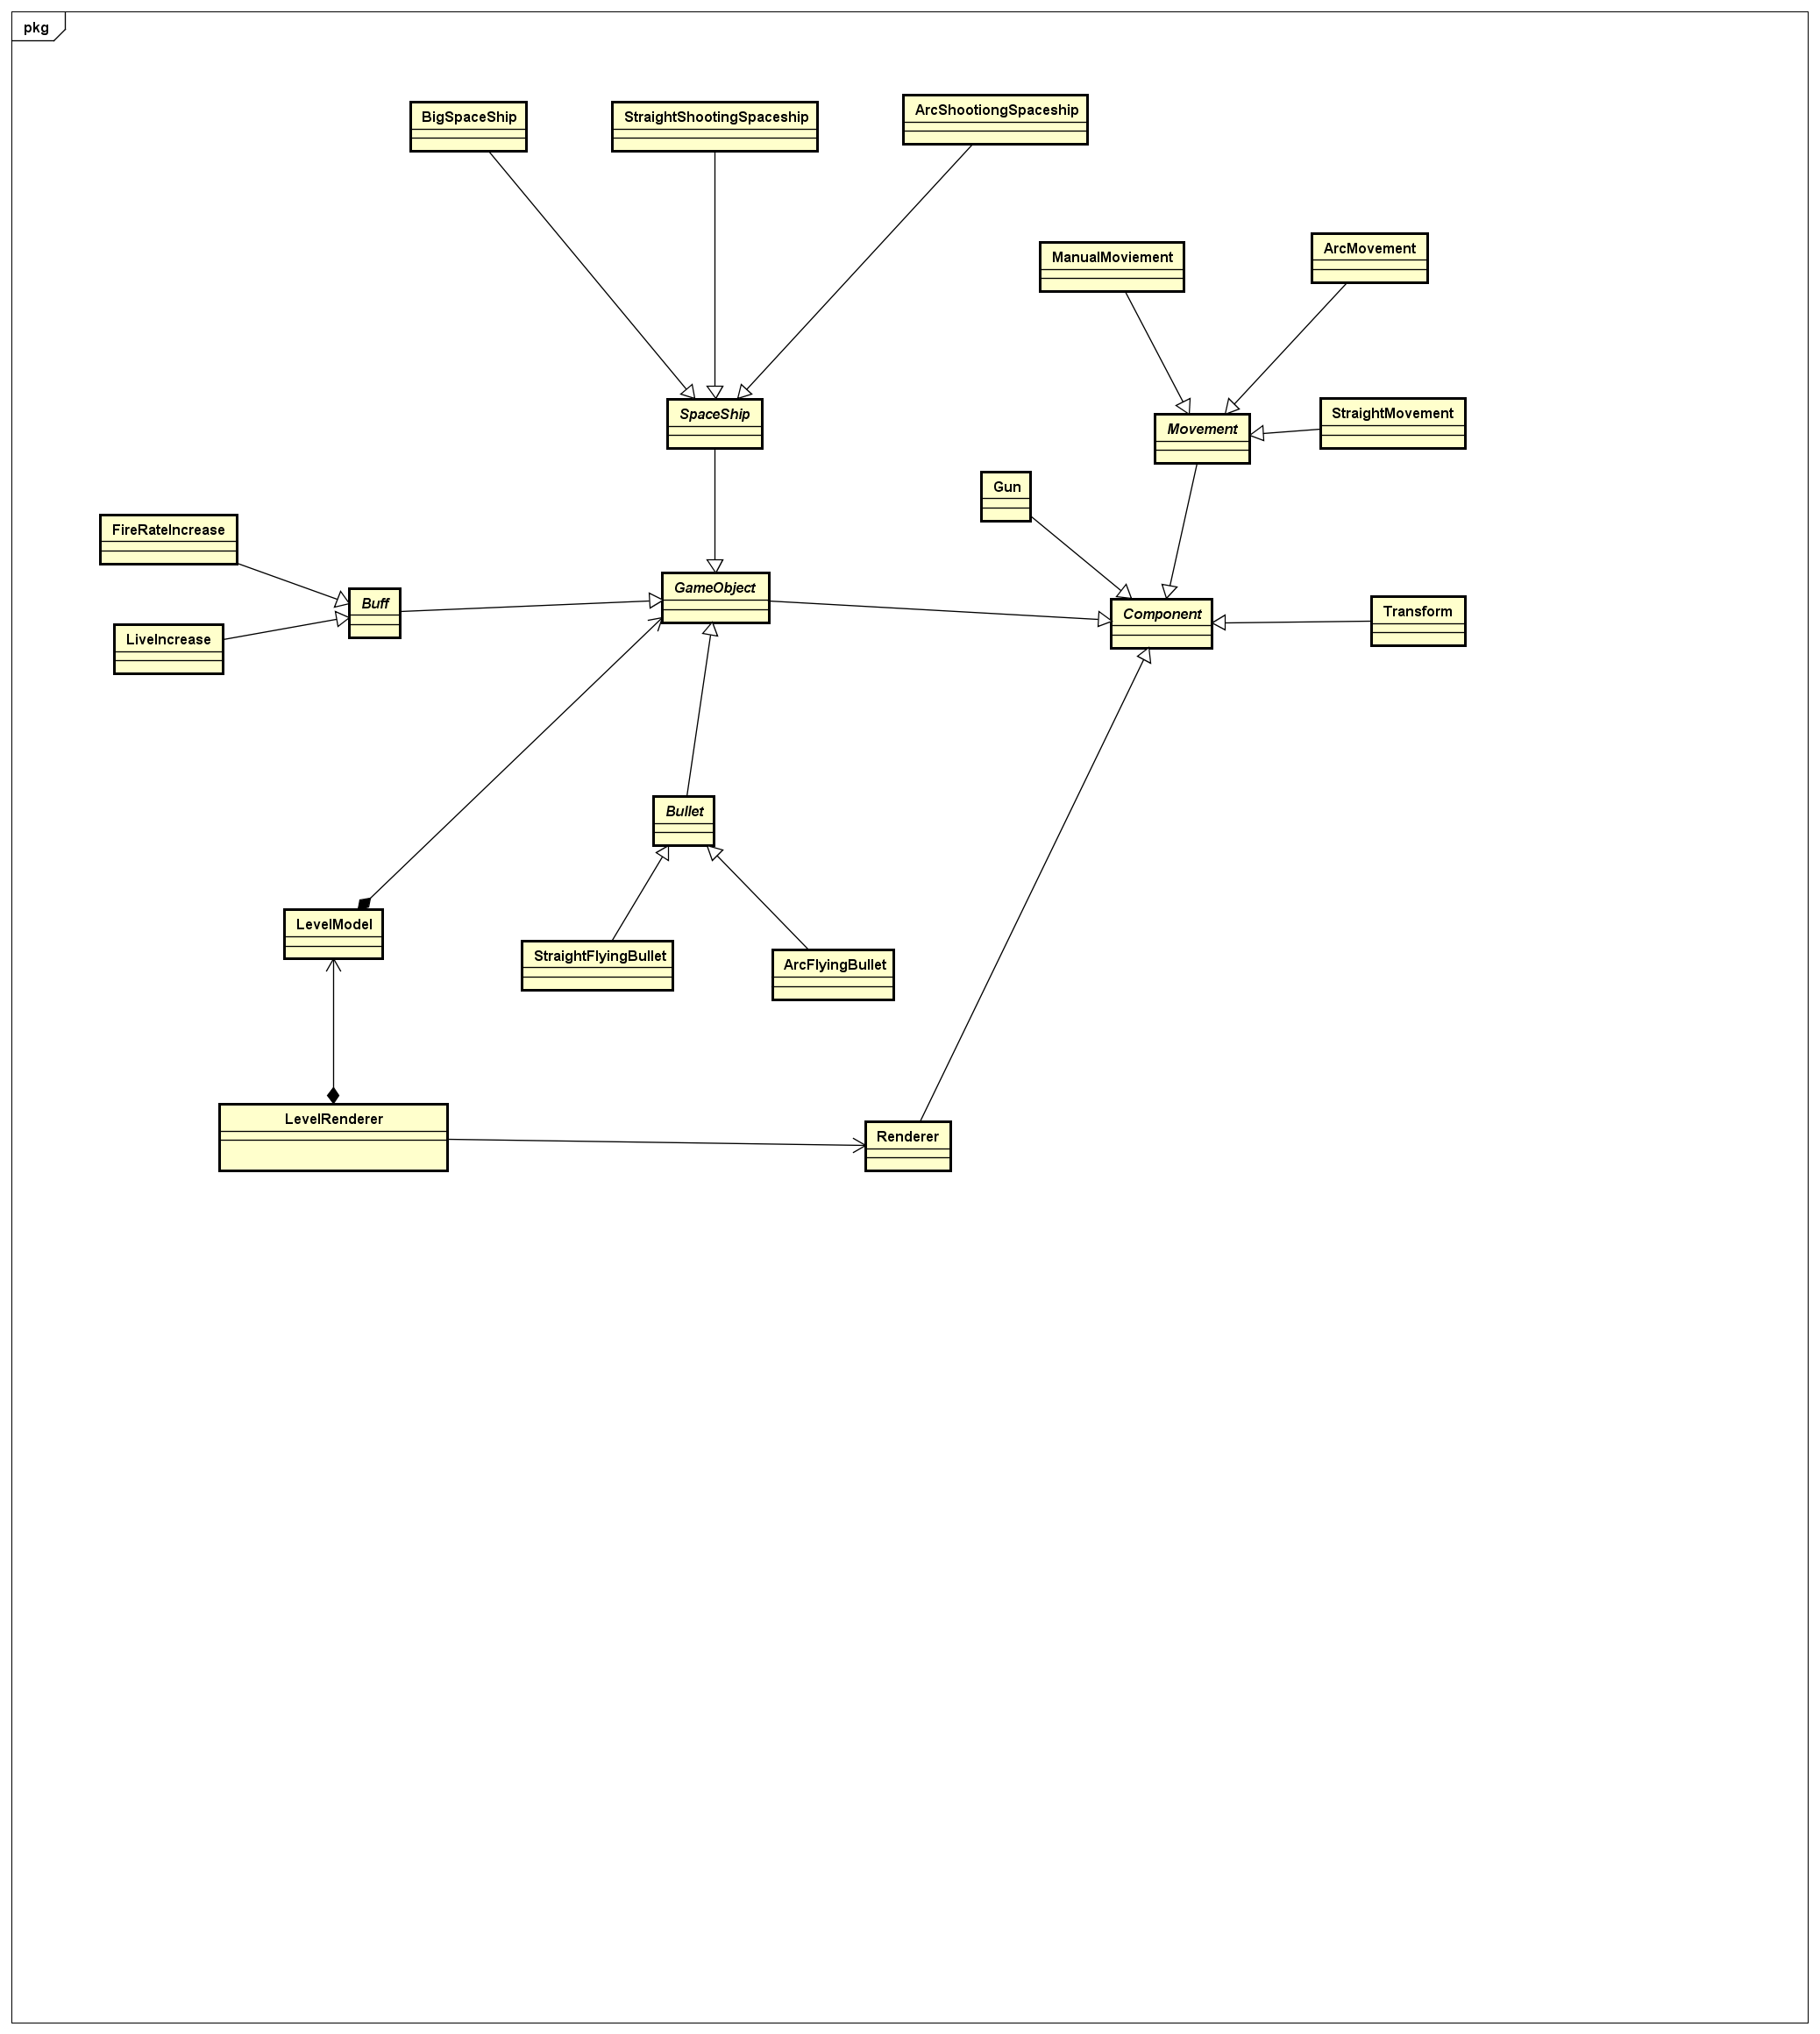 pkg
BigSpaceShip
StraightShootingSpaceship
ArcShootiongSpaceship
ManualMoviement
ArcMovement
SpaceShip
Movement
StraightMovement
Gun
FireRateIncrease
Buff
GameObject
Component
Transform
LiveIncrease
Bullet
LevelModel
StraightFlyingBullet
ArcFlyingBullet
LevelRenderer
Renderer